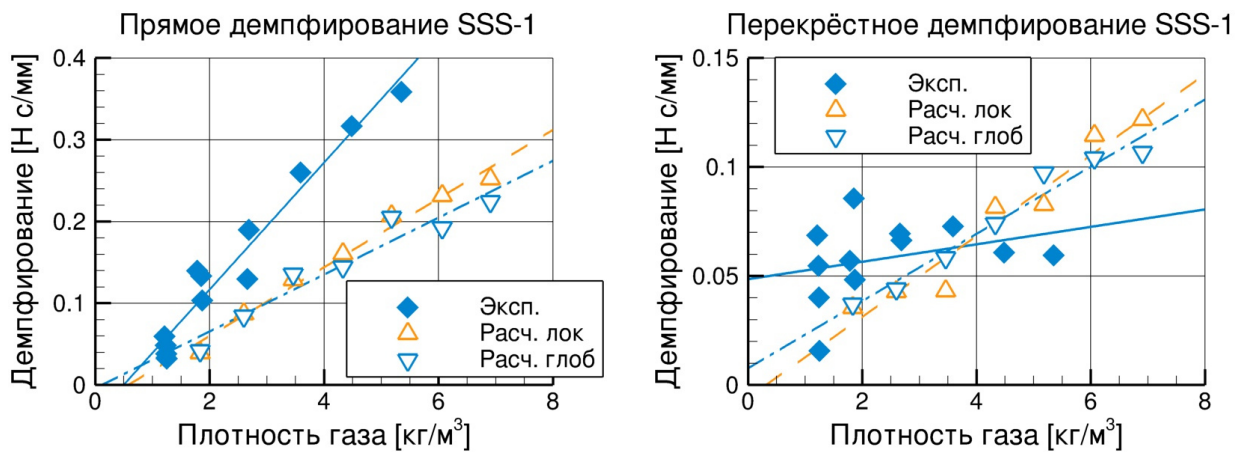 Прямое демпфирование SSS-1
Демпфирование [Н с/мм]
0.4
0.3
0.2
0.1
0
0 2 4 6 8
Плотность газа [кг/м³]
Эксп.
Расч. лок
Расч. глоб
Перекрёстное демпфирование SSS-1
Демпфирование [Н с/мм]
0.15
0.1
0.05
0
0 2 4 6 8
Плотность газа [кг/м³]
Эксп.
Расч. лок
Расч. глоб